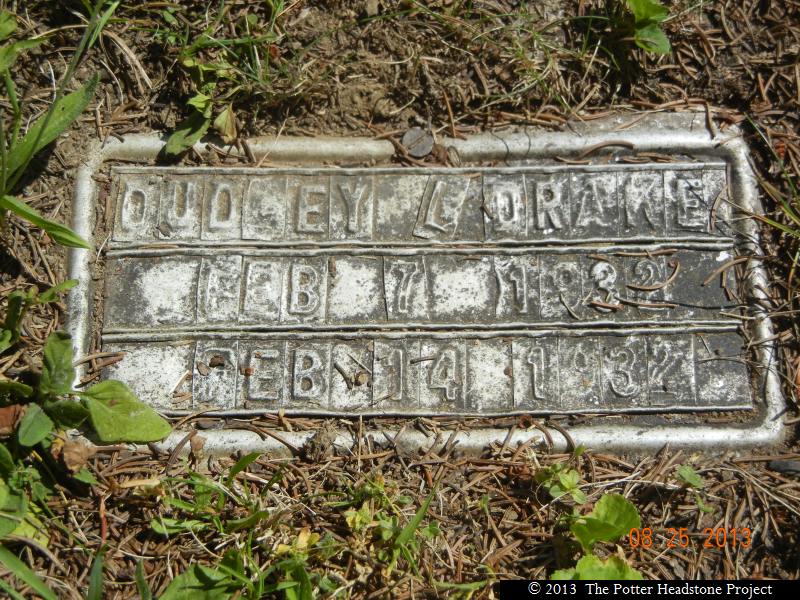 DUDLEY L DRAKE
FEB 7 1932
FEB 14 1932
08 25 2013
© 2013 The Potter Headstone Project